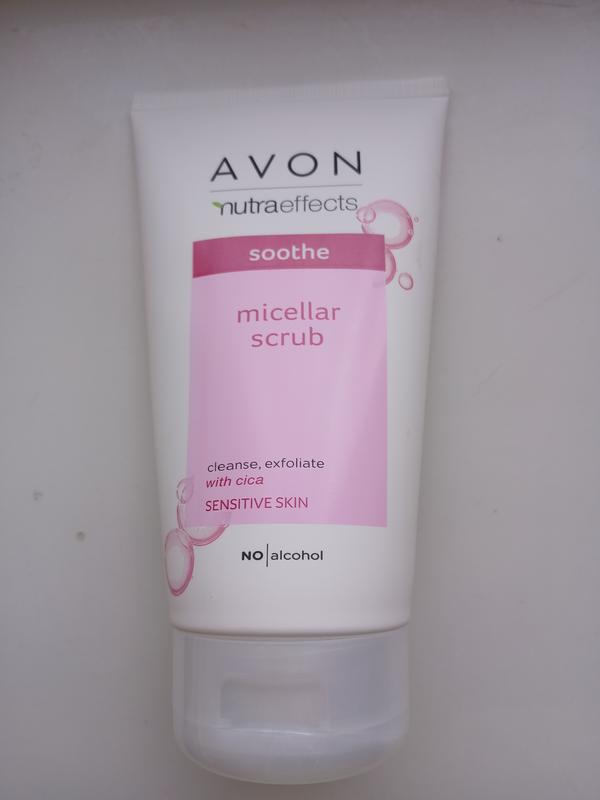 AVON
nutraeffects
soothe
micellar
scrub
cleanse, exfoliate
with cica
SENSITIVE SKIN
NO|alcohol